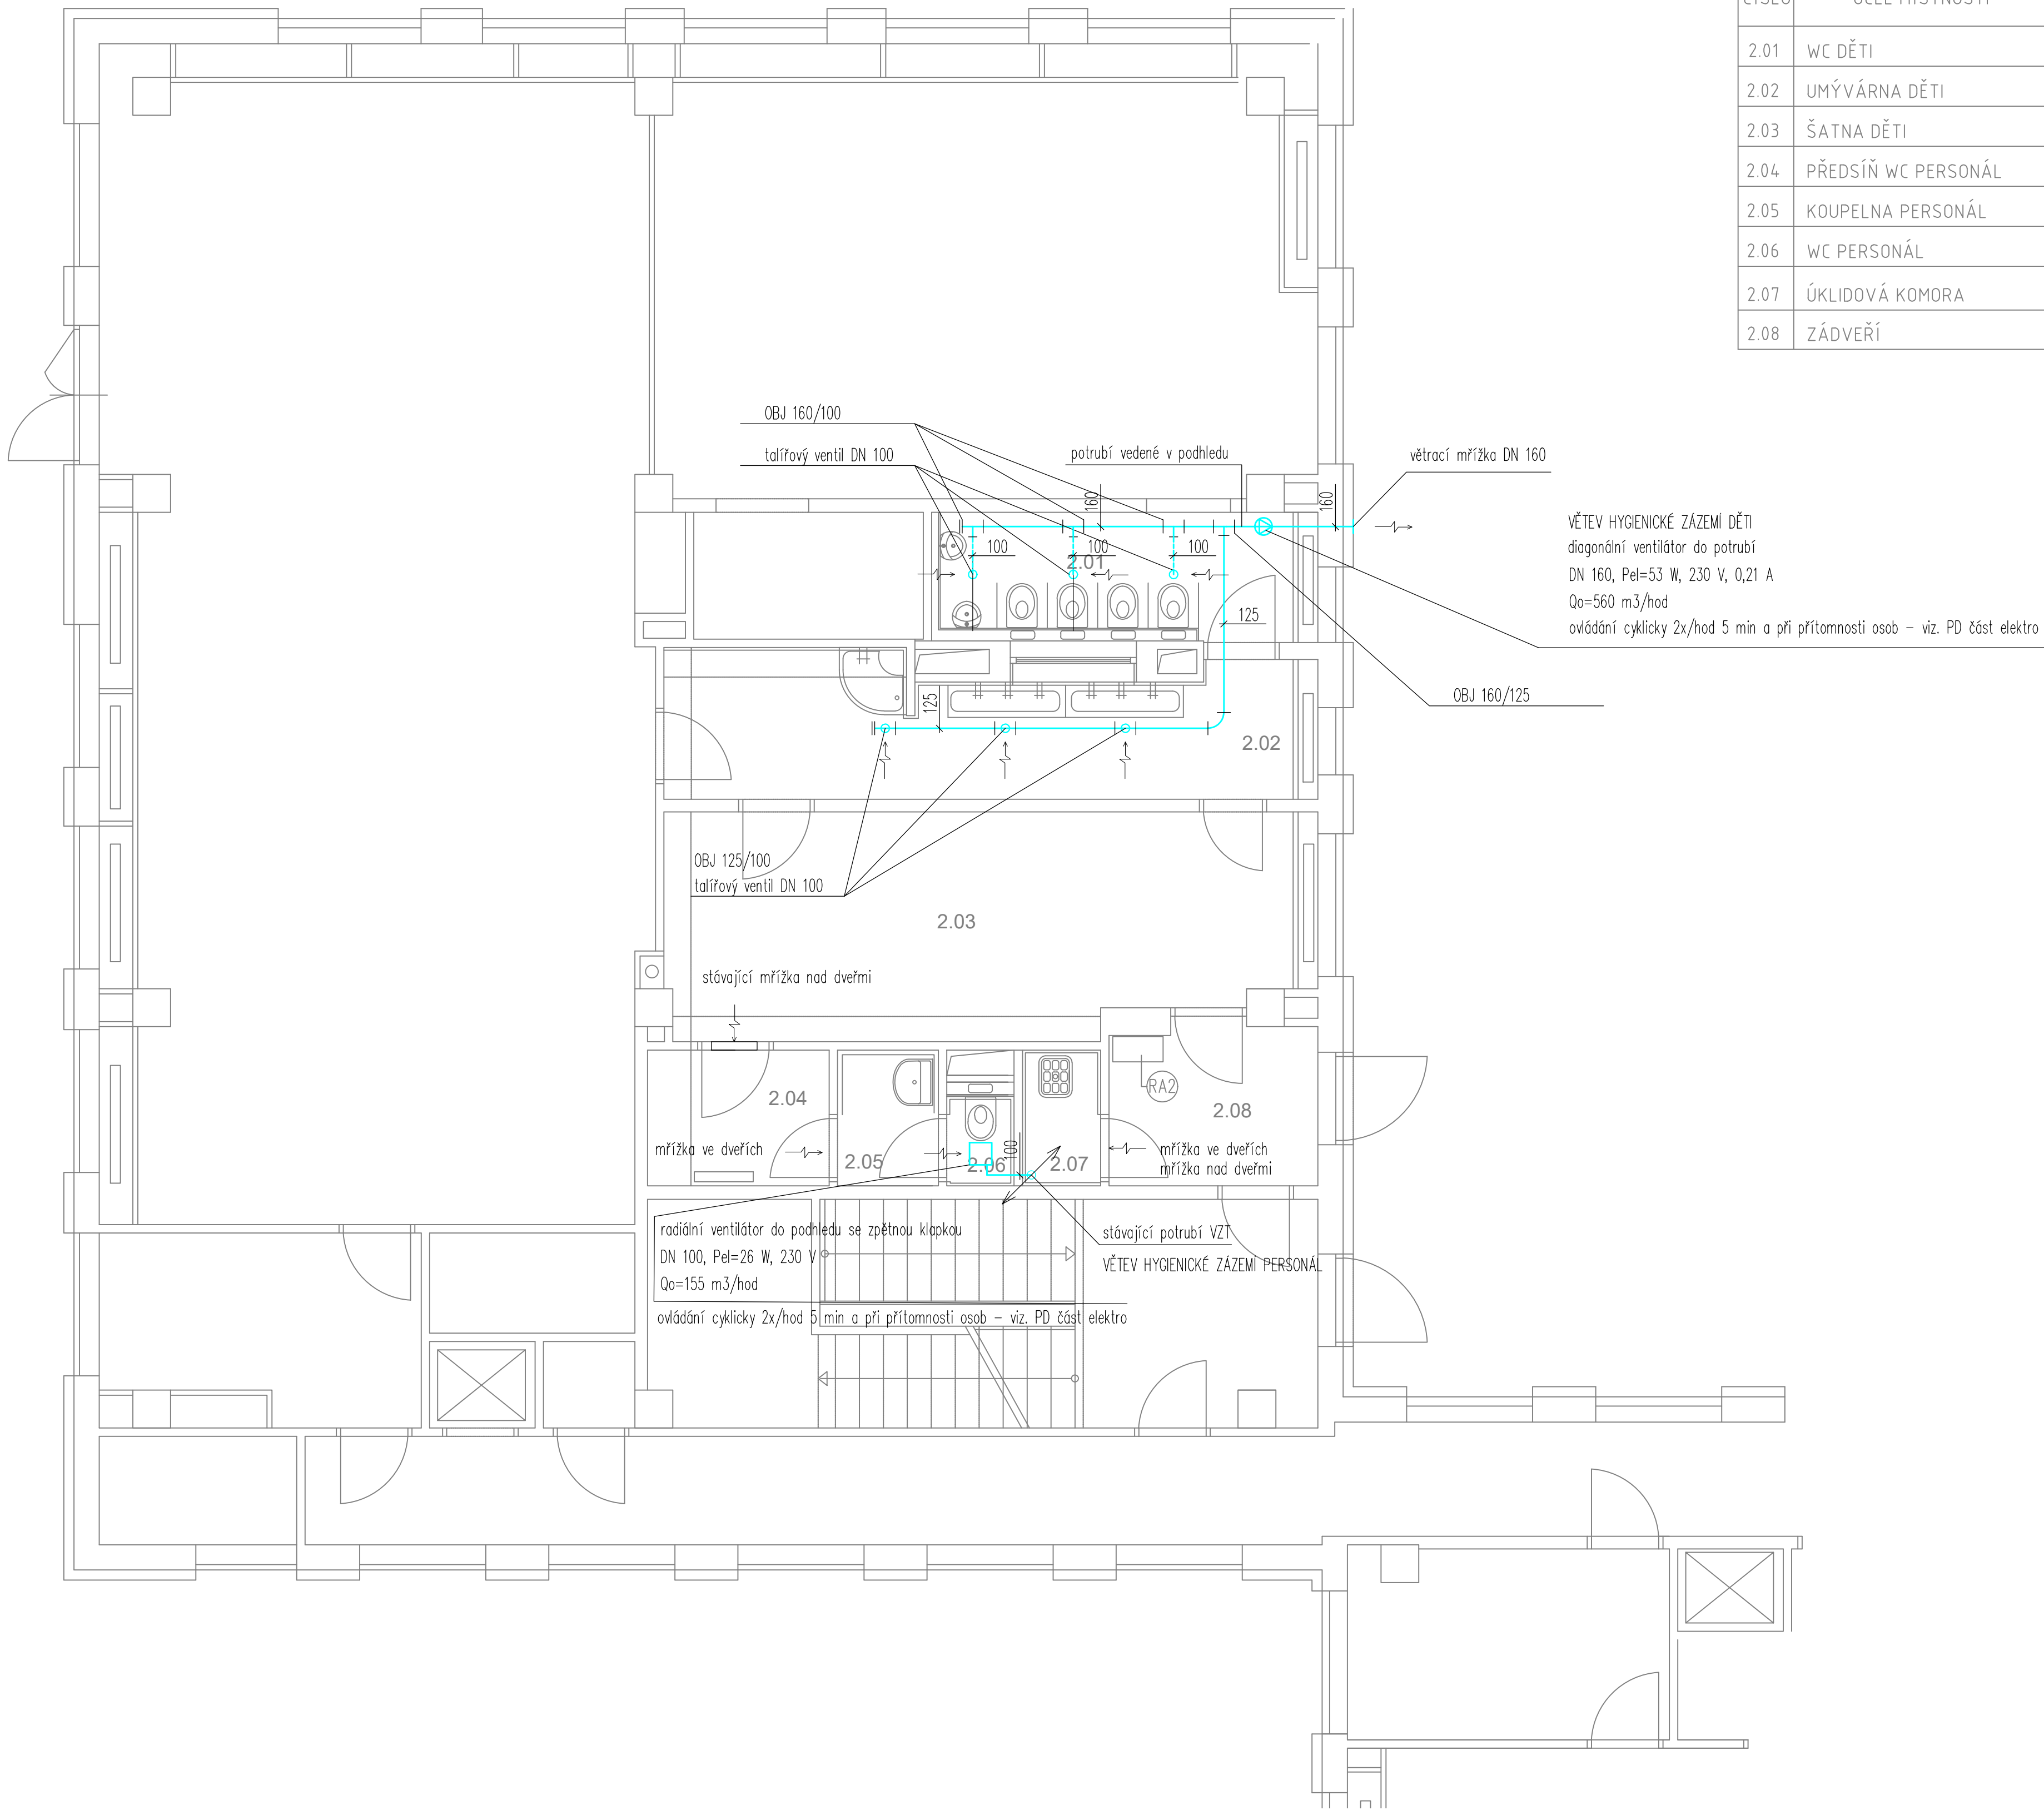 2.01 WC DĚTI
2.02 UMÝVÁRNA DĚTI
2.03 ŠATNA DĚTI
2.04 PŘEDSÍŇ WC PERSONÁL
2.05 KOUPELNA PERSONÁL
2.06 WC PERSONÁL
2.07 ÚKLIDOVÁ KOMORA
2.08 ZÁDVEŘÍ
OBJ 160/100
talířový ventil DN 100
potrubí vedené v podhledu
větrací mřížka DN 160
160
160
VĚTEV HYGIENICKÉ ZÁZEMÍ DĚTI
diagonální ventilátor do potrubí
DN 160, Pel=53 W, 230 V, 0,21 A
Qo=560 m3/hod
ovládání cyklicky 2x/hod 5 min a při přítomnosti osob – viz. PD část elektro
100
100
100
2.01
125
OBJ 160/125
125
2.02
OBJ 125/100
talířový ventil DN 100
2.03
stávající mřížka nad dveřmi
RA2
2.04
2.08
mřížka ve dveřích
2.05
2.06
100
2.07
mřížka ve dveřích
mřížka nad dveřmi
radiální ventilátor do podhledu se zpětnou klapkou
DN 100, Pel=26 W, 230 V
Qo=155 m3/hod
ovládání cyklicky 2x/hod 5 min a při přítomnosti osob – viz. PD část elektro
stávající potrubí VZT
VĚTEV HYGIENICKÉ ZÁZEMÍ PERSONÁL